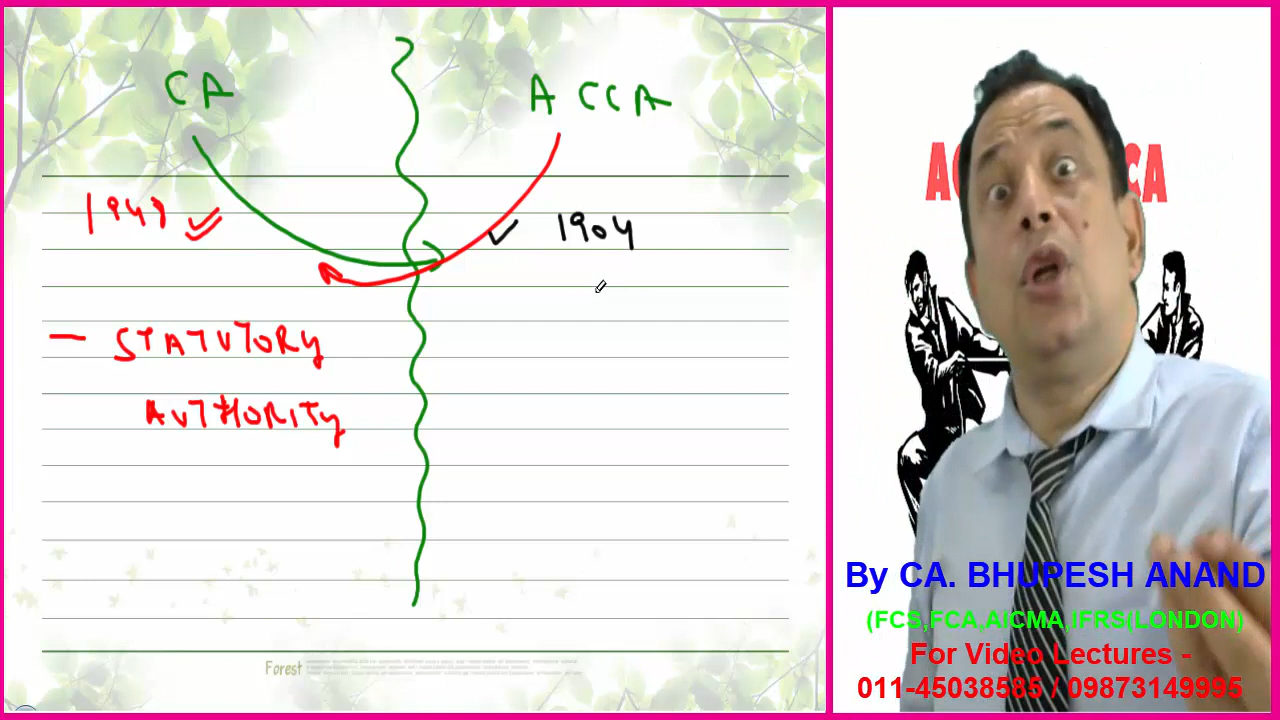 CA
ACCA
1949
1904
- STATUTORY
AUTHORITY
Forest
By CA. BHUPESH ANAND
(FCS,FCA,AICMA,IFRS(LONDON)
For Video Lectures -
011-45038585 / 09873149995